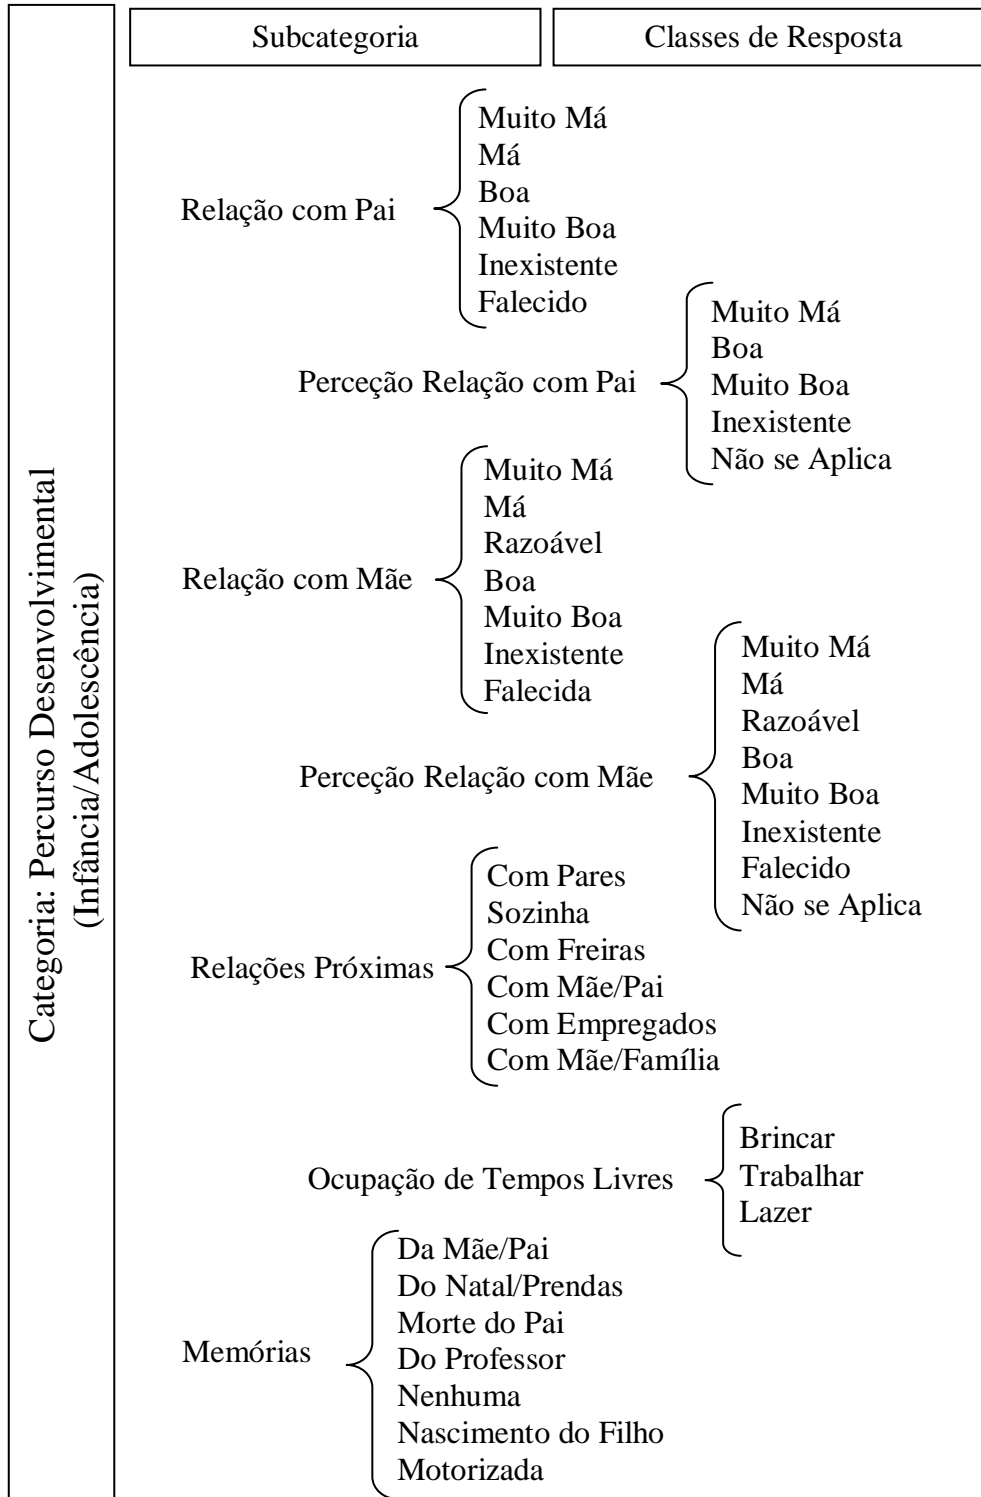 Categoria: Percurso Desenvolvimental
(Infância/Adolescência)
Subcategoria
Classes de Resposta
Relação com Pai
Muito Má
Má
Boa
Muito Boa
Inexistente
Falecido
Perceção Relação com Pai
Muito Má
Boa
Muito Boa
Inexistente
Não se Aplica
Relação com Mãe
Muito Má
Má
Razoável
Boa
Muito Boa
Inexistente
Falecida
Perceção Relação com Mãe
Muito Má
Má
Razoável
Boa
Muito Boa
Inexistente
Falecido
Não se Aplica
Relações Próximas
Com Pares
Sozinha
Com Freiras
Com Mãe/Pai
Com Empregados
Com Mãe/Família
Ocupação de Tempos Livres
Brincar
Trabalhar
Lazer
Memórias
Da Mãe/Pai
Do Natal/Prendas
Morte do Pai
Do Professor
Nenhuma
Nascimento do Filho
Motorizada